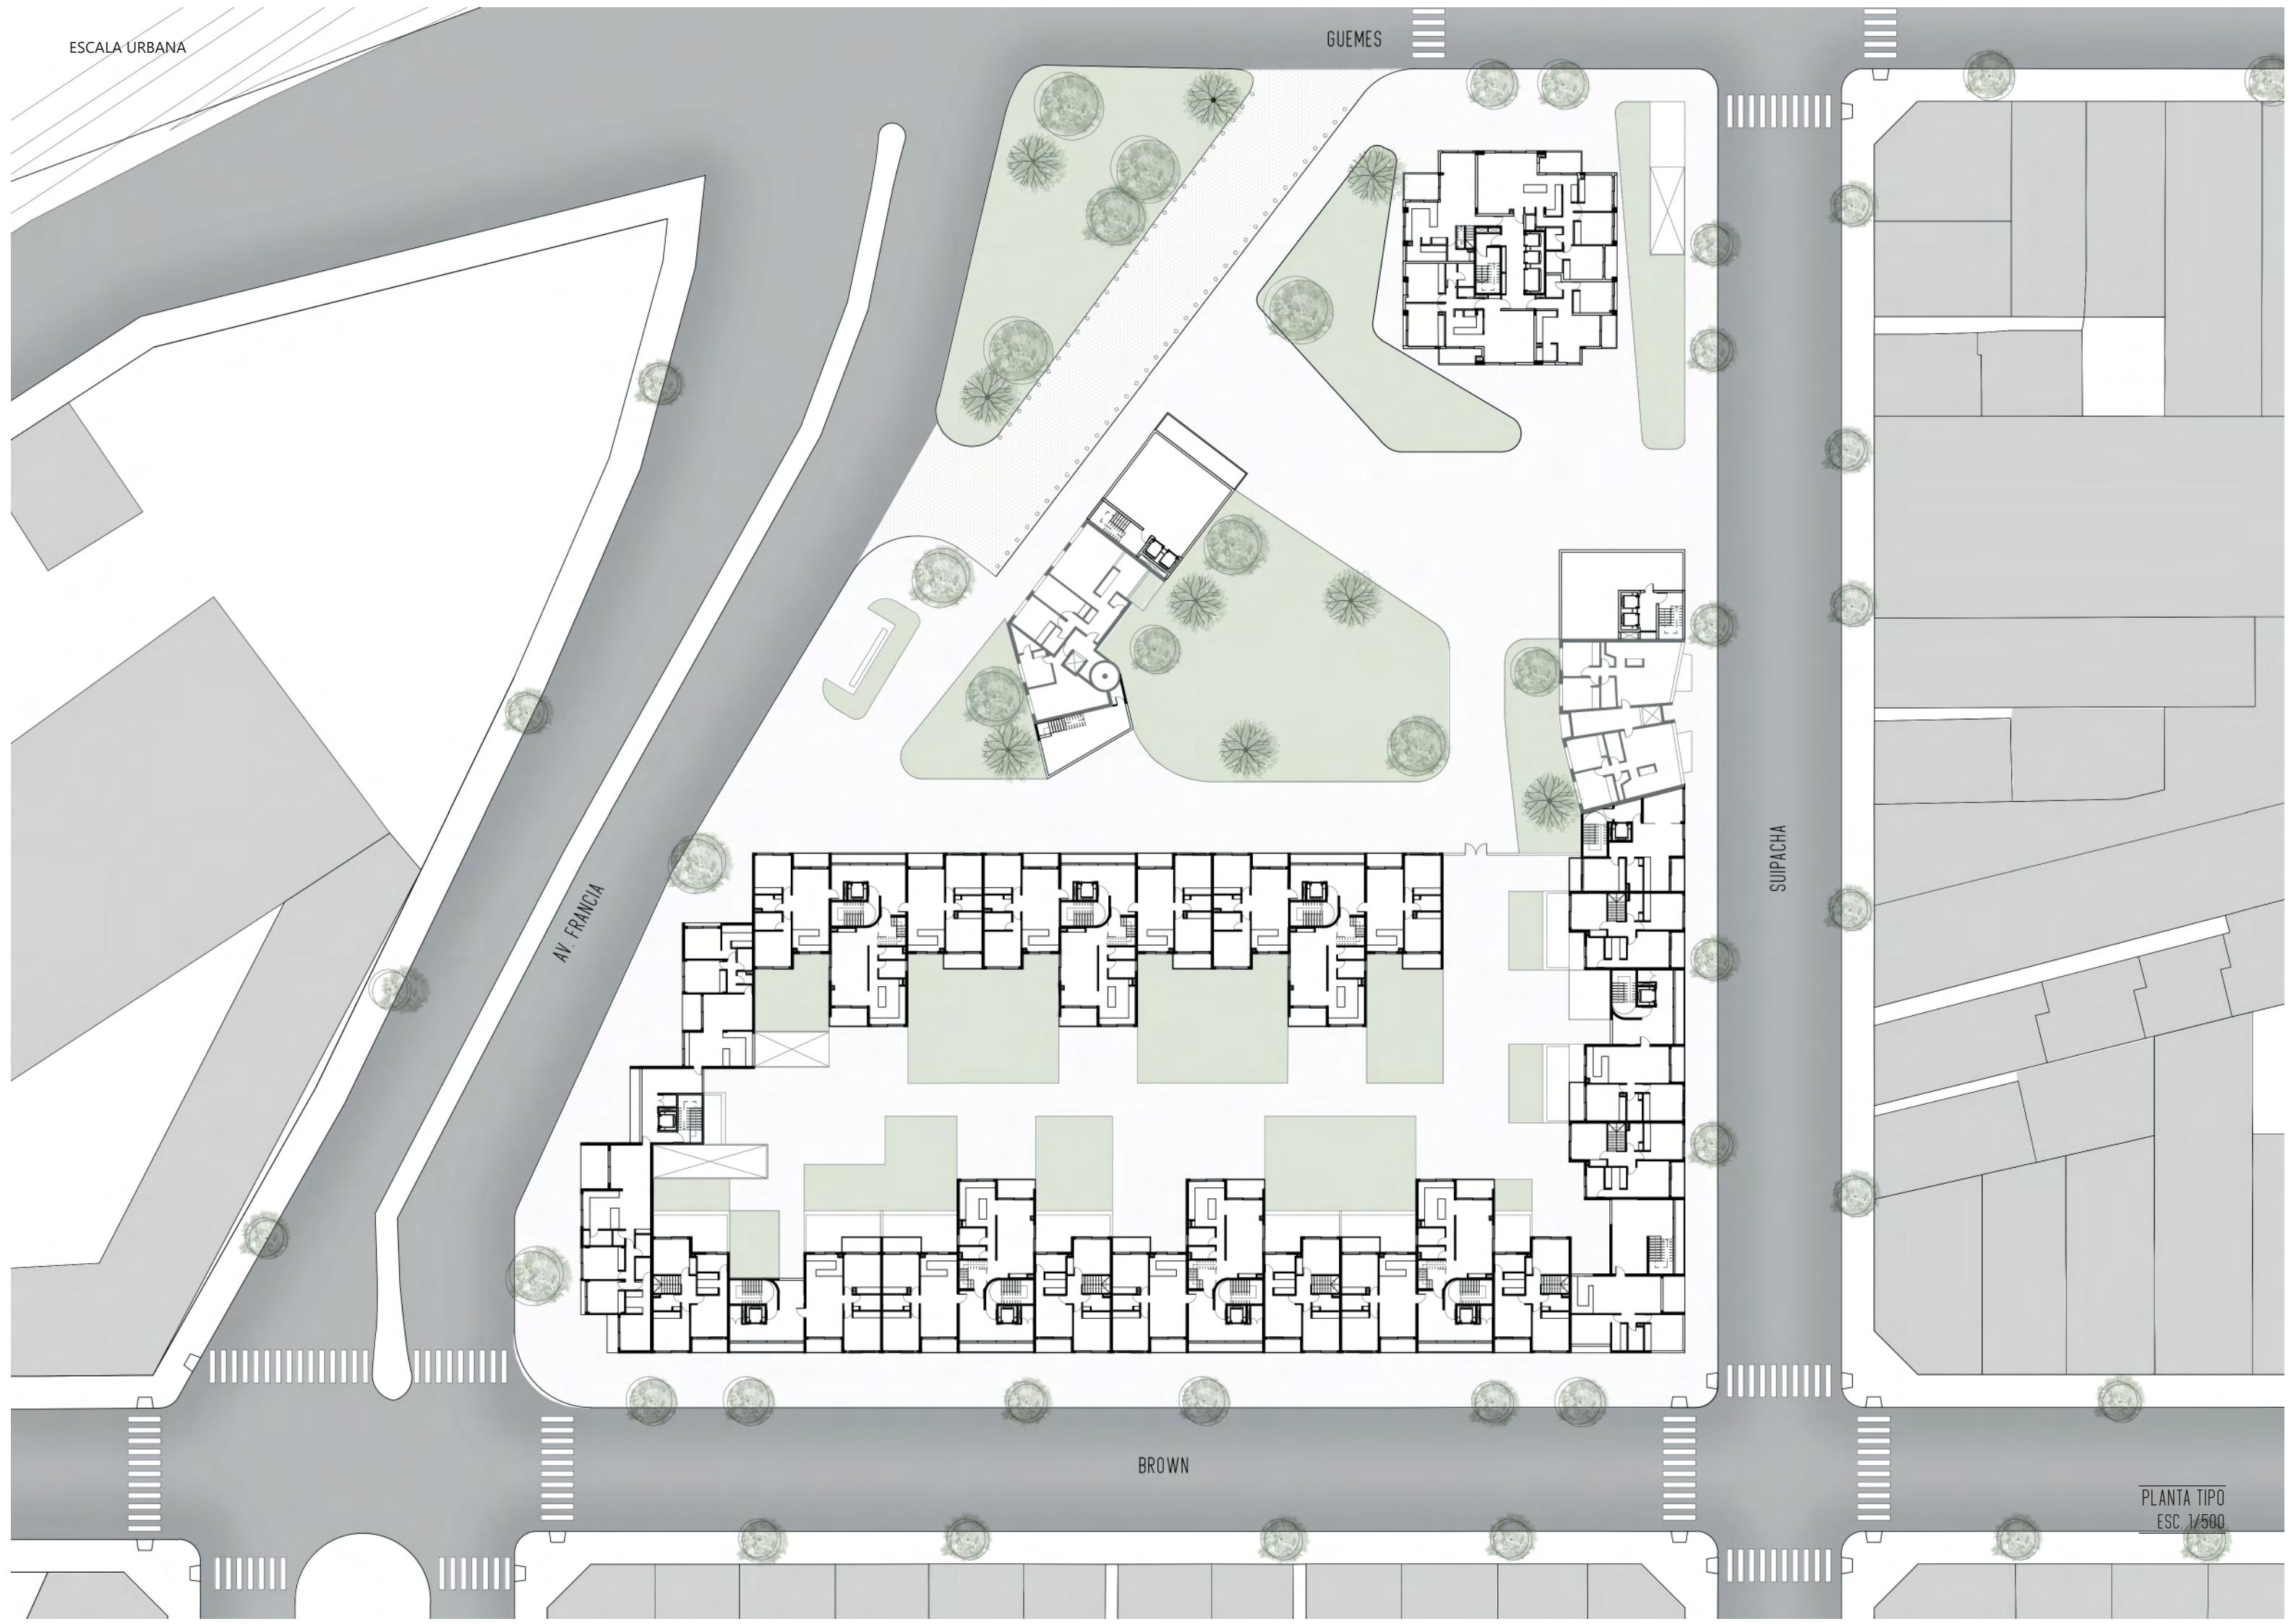 ESCALA URBANA
GUEMES
SUIPACHA
AV. FRANCIA
BROWN
PLANTA TIPO
ESC. 1/500